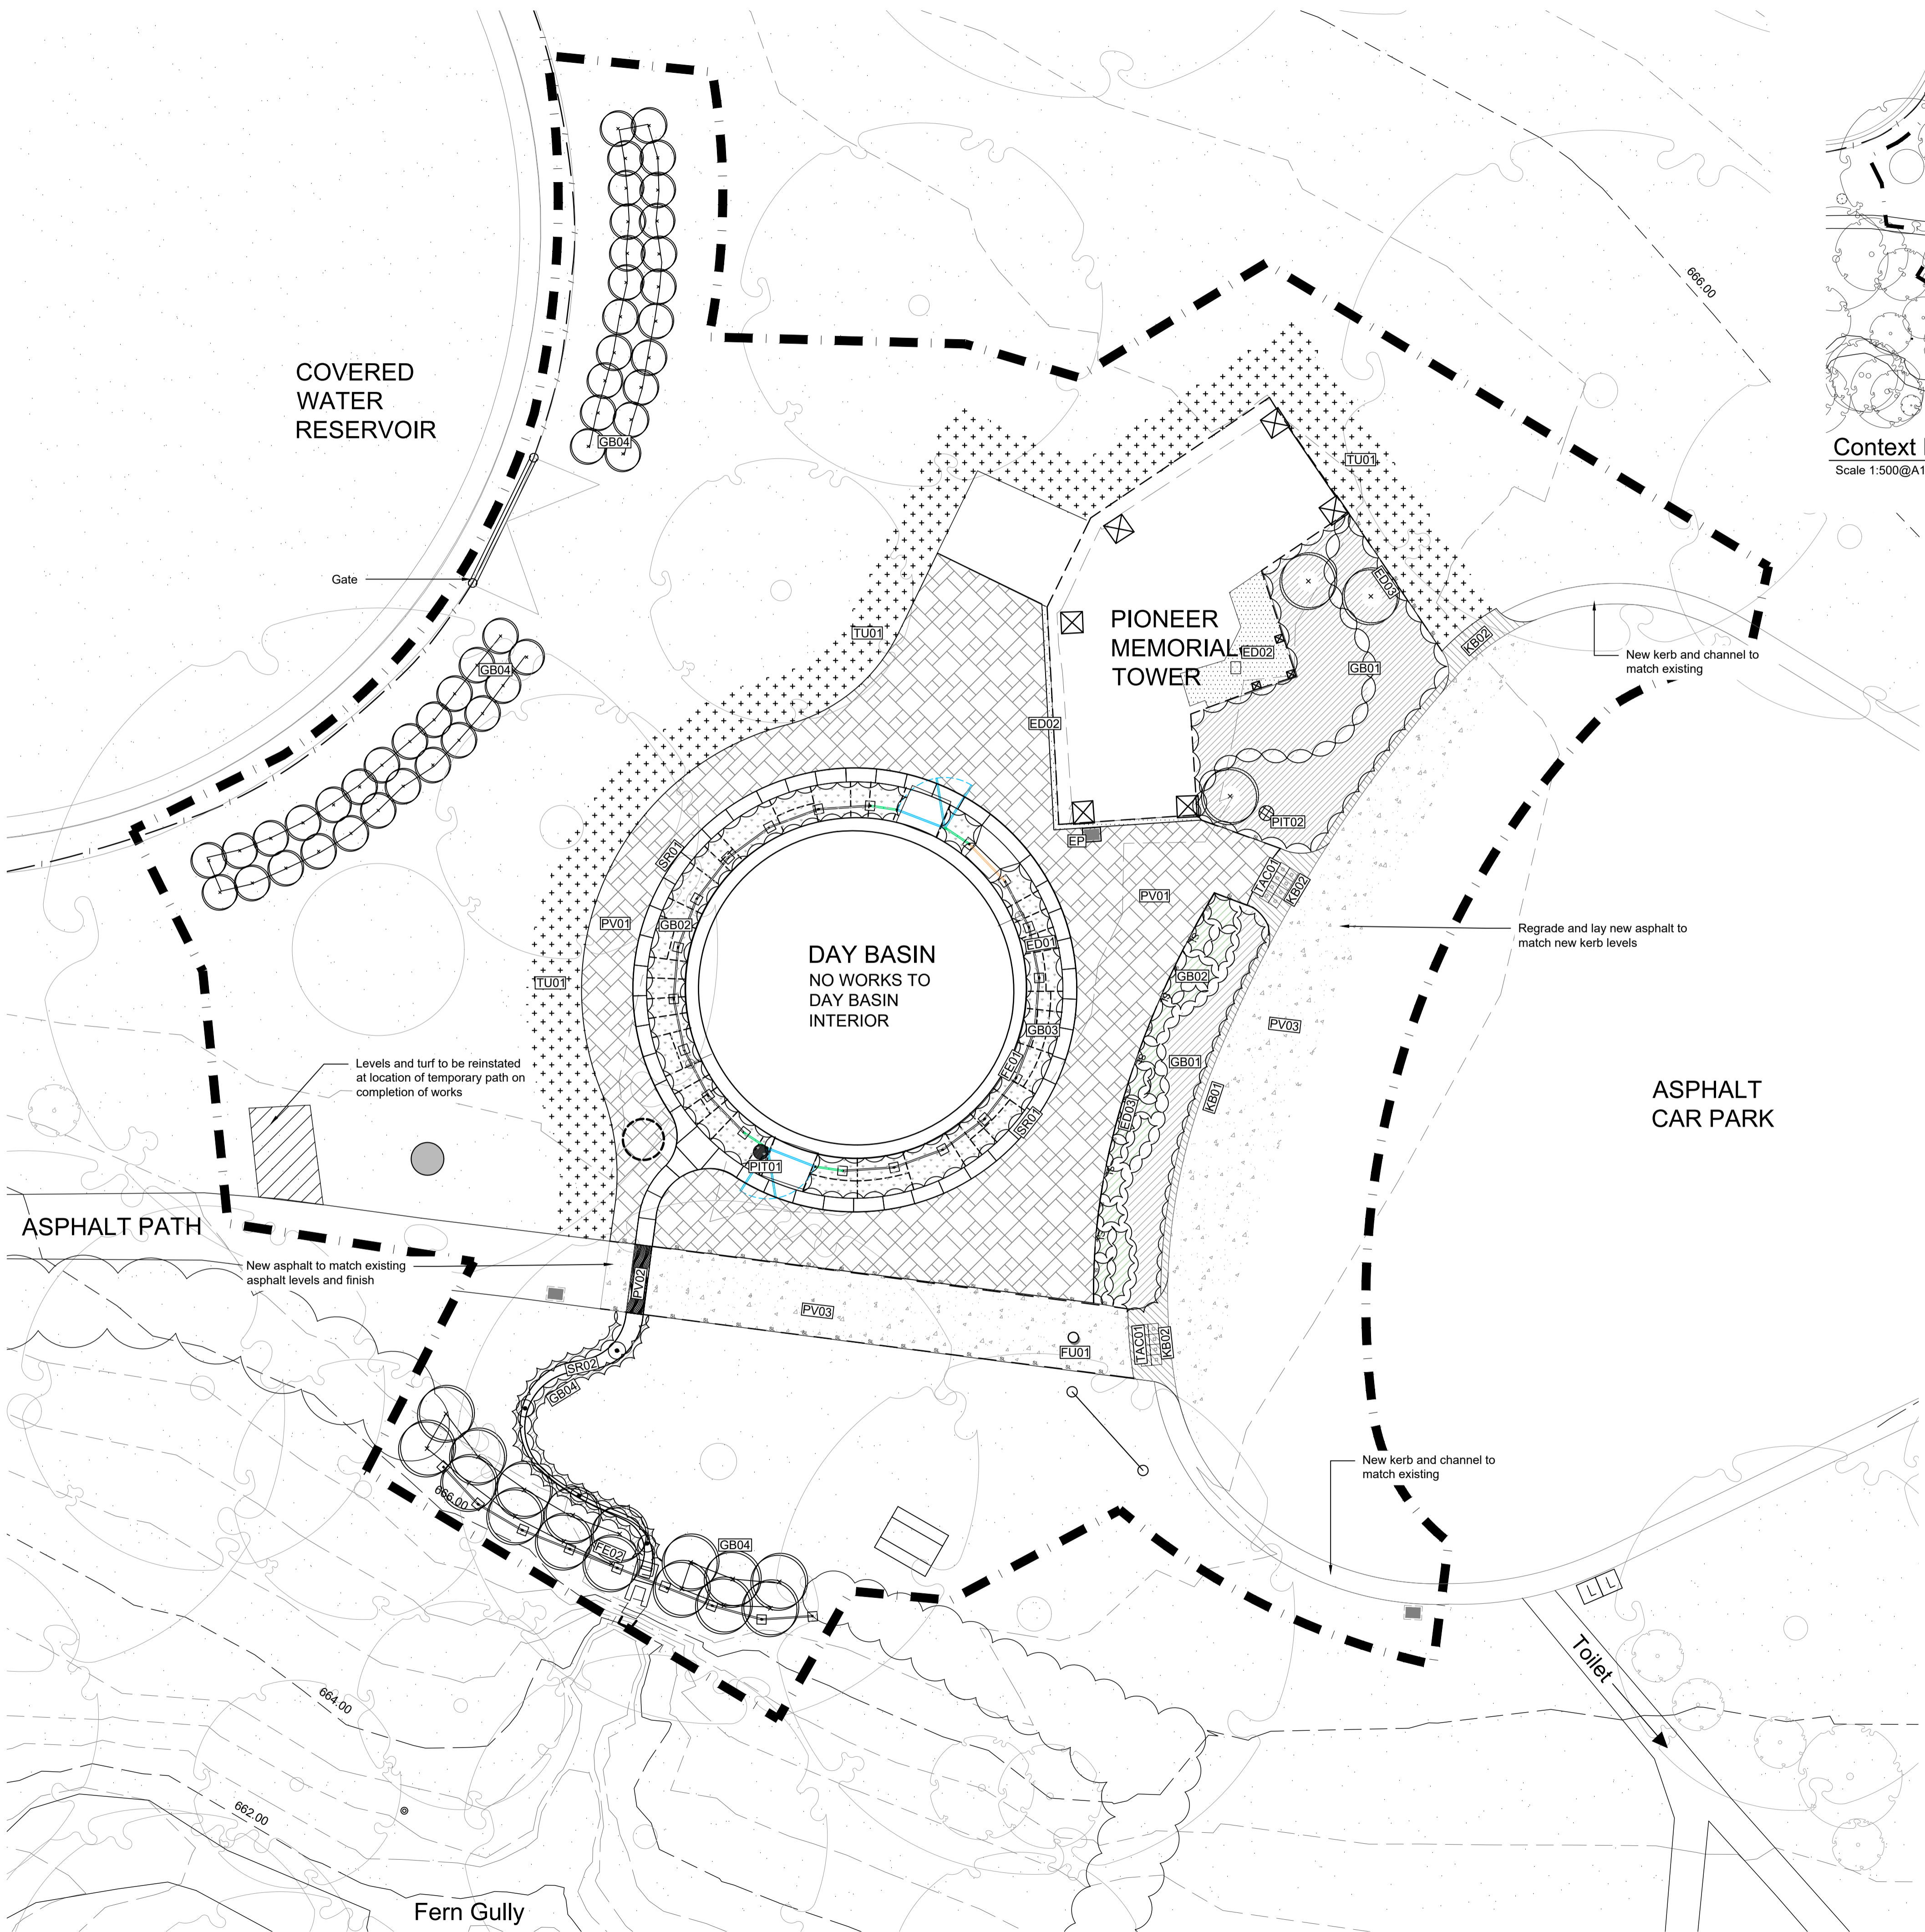 666.00
Context
Scale 1:500@A1
COVERED
WATER
RESERVOIR
GB04
TU01
Gate
ED03
PIONEER
MEMORIAL
TOWER
TU01
KB02
New kerb and channel to
match existing
ED02
GB01
GB04
ED02
PIT02
EP
SR01
TAC01
KB02
PV01
PV01
GB02
Regrade and lay new asphalt to
match new kerb levels
ED01
DAY BASIN
NO WORKS TO
DAY BASIN
INTERIOR
GB02
TU01
PV03
GB03
Levels and turf to be reinstated
at location of temporary path on
completion of works
FE01
GB01
KB01
ED03
ASPHALT
CAR PARK
SR01
PIT01
ASPHALT PATH
New asphalt to match existing
asphalt levels and finish
PV02
PV03
TAC01
KB02
FU01
SR02
GB04
New kerb and channel to
match existing
666.00
FE02
GB04
L L
Toilet
664.00
662.00
Fern Gully